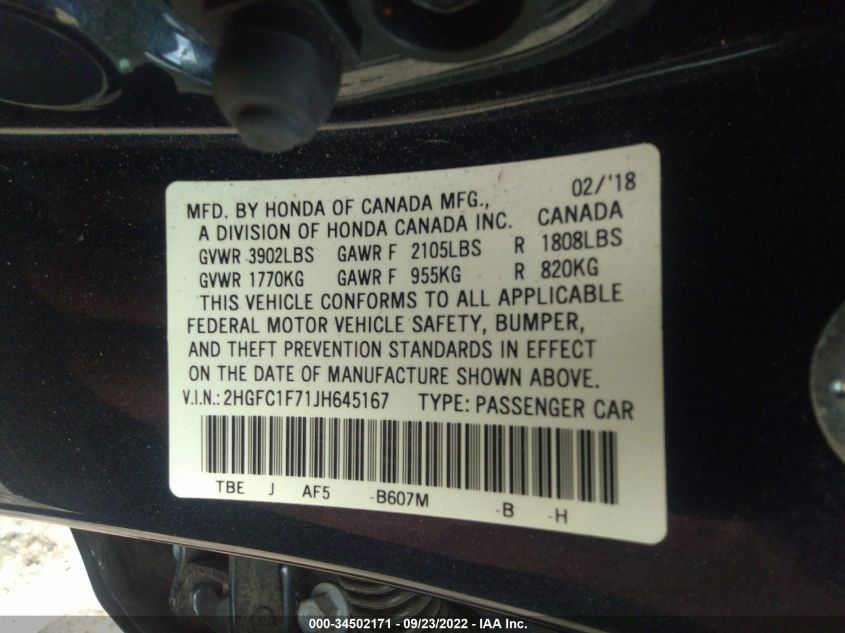 02/'18
MFD. BY HONDA OF CANADA MFG.,
A DIVISION OF HONDA CANADA INC. CANADA
GVWR 3902LBS GAWR F 2105LBS R 1808LBS
GVWR 1770KG GAWR F 955KG R 820KG
THIS VEHICLE CONFORMS TO ALL APPLICABLE
FEDERAL MOTOR VEHICLE SAFETY, BUMPER,
AND THEFT PREVENTION STANDARDS IN EFFECT
ON THE DATE OF MANUFACTURE SHOWN ABOVE.
V.I.N.: 2HGFC1F71JH645167 TYPE: PASSENGER CAR
TBE J AF5 -B607M -B -H
000-34502171 - 09/23/2022 - IAA Inc.